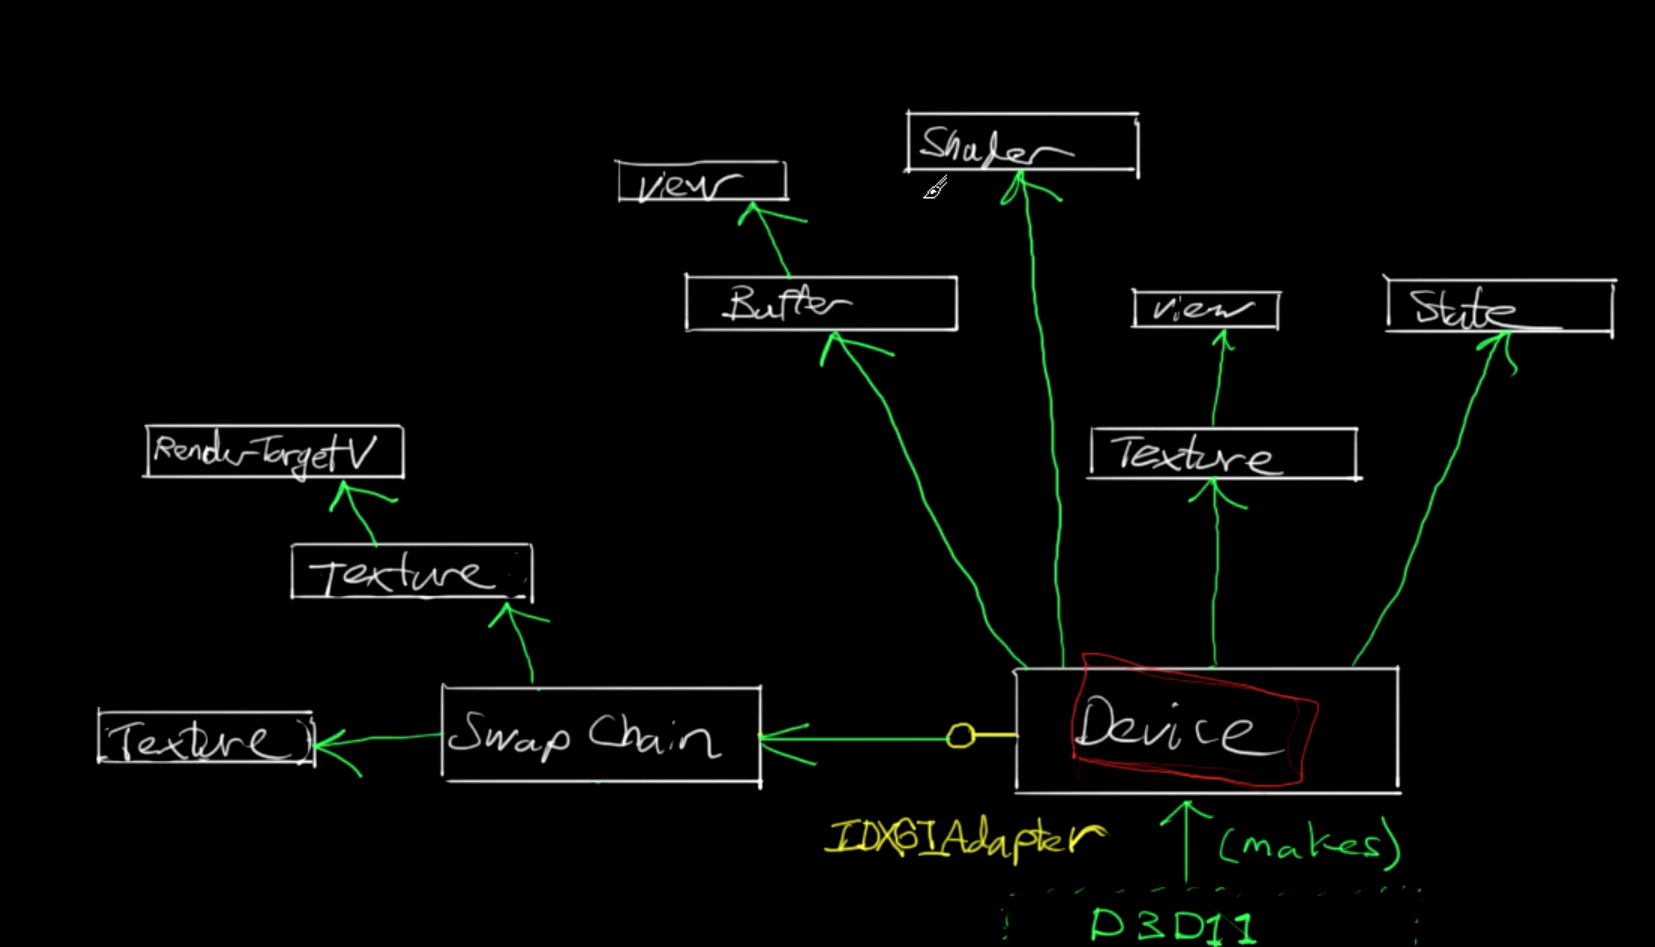 Shader
View
Buffer
View
State
RenderTargetV
Texture
Texture
Texture
Swap Chain
Device
IDXGIAdapter
(makes)
D3D11